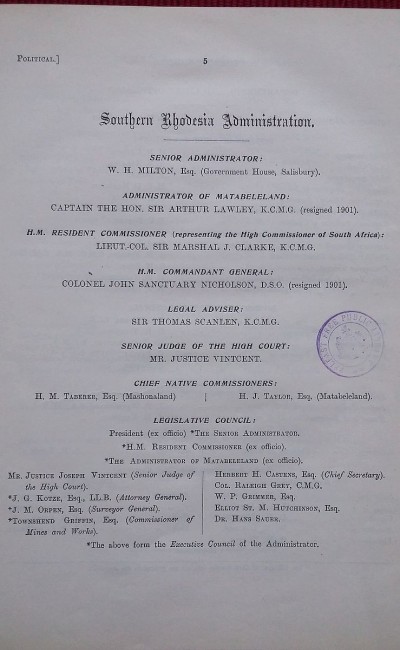 POLITICAL.]
5
Southern Rhodesia Administration.
SENIOR ADMINISTRATOR:
W. H. MILTON, Esq. (Government House, Salisbury).
ADMINISTRATOR OF MATABELELAND:
CAPTAIN THE HON. SIR ARTHUR LAWLEY, K.C.M.G. (resigned 1901).
H.M. RESIDENT COMMISSIONER (representing the High Commissioner of South Africa):
LIEUT.-COL. SIR MARSHAL J. CLARKE, K.C.M.G.
H.M. COMMANDANT GENERAL:
COLONEL JOHN SANCTUARY NICHOLSON, D.S.O. (resigned 1901).
LEGAL ADVISER:
SIR THOMAS SCANLEN, K.C.M.G.
SENIOR JUDGE OF THE HIGH COURT:
MR. JUSTICE VINTCENT.
CHIEF NATIVE COMMISSIONERS:
H. M. TABERER, Esq. (Mashonaland) | H. J. TAYLOR, Esq. (Matabeleland).
LEGISLATIVE COUNCIL:
President (ex officio) *THE SENIOR ADMINISTRATOR.
*H.M. RESIDENT COMMISSIONER (ex officio).
*THE ADMINISTRATOR OF MATABELELAND (ex officio).
MR. JUSTICE JOSEPH VINTCENT (Senior Judge of
the High Court).
*J. G. KOTZE, Esq., LL.B. (Attorney General).
*J. M. ORPEN, Esq. (Surveyor General).
*TOWNSHEND GRIFFIN, Esq. (Commissioner of
Mines and Works).
HERBERT H. CASTENS, Esq. (Chief Secretary).
COL. RALEIGH GREY, C.M.G.
W. P. GRIMMER, Esq.
ELLIOT ST. M. HUTCHINSON, Esq.
DR. HANS SAUER.
*The above form the Executive Council of the Administrator.
FREE PUBLIC